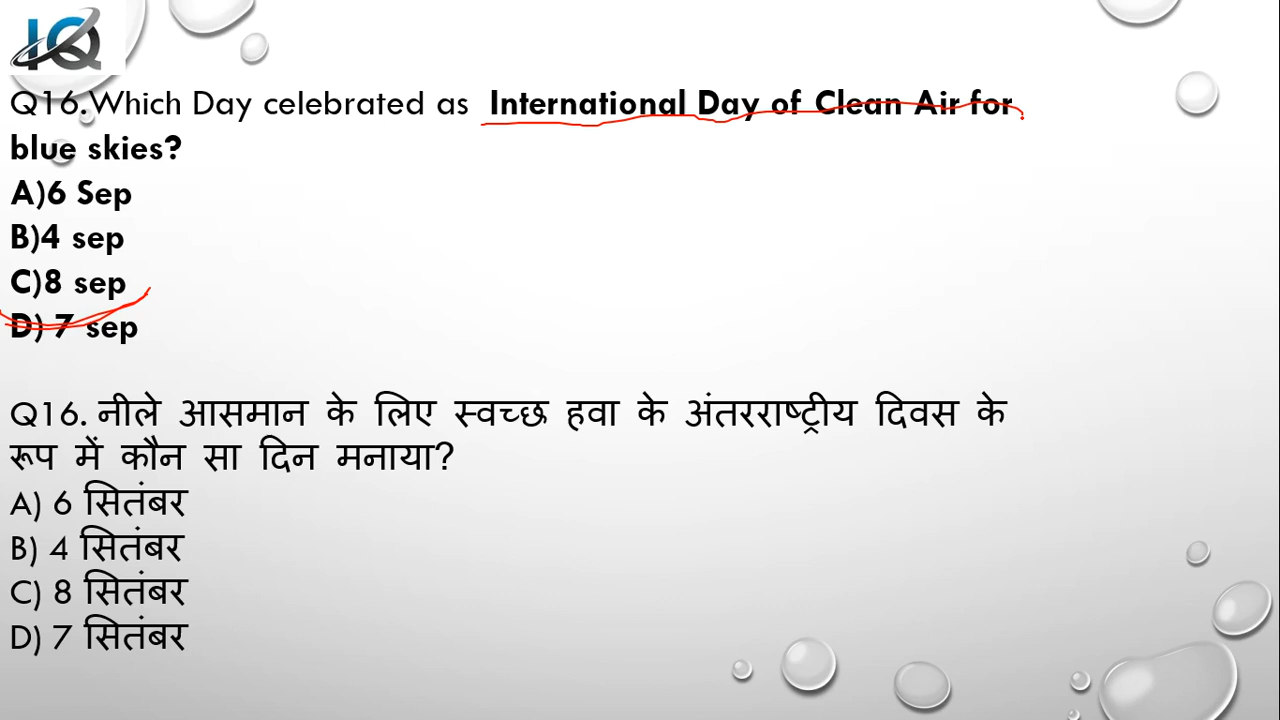 IQ
Q16.Which Day celebrated as International Day of Clean Air for
blue skies?
A)6 Sep
B)4 sep
C)8 sep
D) 7 sep
Q16. नीले आसमान के लिए स्वच्छ हवा के अंतरराष्ट्रीय दिवस के
रूप में कौन सा दिन मनाया?
A) 6 सितंबर
B) 4 सितंबर
C) 8 सितंबर
D) 7 सितंबर